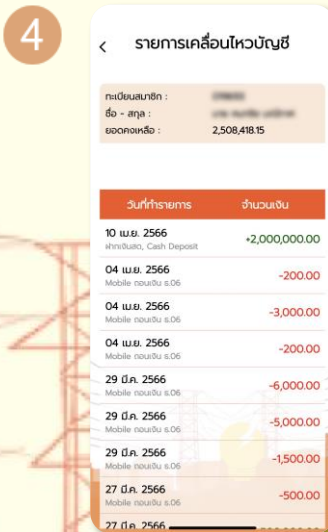 4
รายการเคลื่อนไหวบัญชี
ทะเบียนสมาชิก :
ชื่อ - สกุล :
ยอดคงเหลือ : 2,508,418.15
วันที่ทำรายการ จำนวนเงิน
10 เม.ย. 2566
ฝากเงินสด, Cash Deposit
+2,000,000.00
04 เม.ย. 2566
Mobile ถอนเงิน ธ.06
-200.00
04 เม.ย. 2566
Mobile ถอนเงิน ธ.06
-3,000.00
04 เม.ย. 2566
Mobile ถอนเงิน ธ.06
-200.00
29 มี.ค. 2566
Mobile ถอนเงิน ธ.06
-6,000.00
29 มี.ค. 2566
Mobile ถอนเงิน ธ.06
-5,000.00
29 มี.ค. 2566
Mobile ถอนเงิน ธ.06
-1,500.00
27 มี.ค. 2566
Mobile ถอนเงิน ธ.06
-500.00
27 มี.ค. 2566